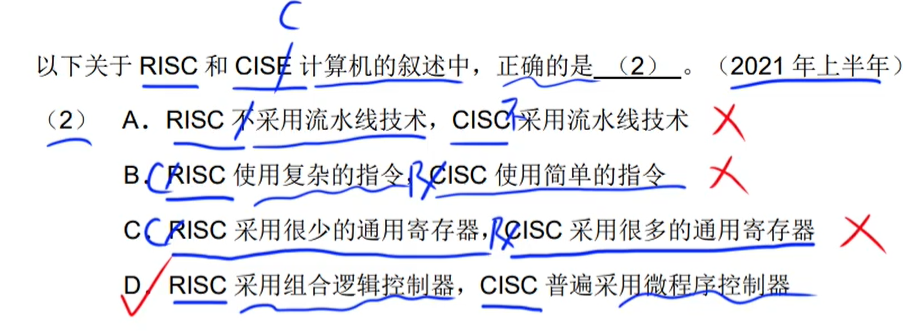 C
以下关于 RISC 和 CISE 计算机的叙述中，正确的是 （2） 。（2021 年上半年）
（2） A．RISC 不采用流水线技术，CISC 不采用流水线技术
B．C RISC 使用复杂的指令，R CISC 使用简单的指令
C．C RISC 采用很少的通用寄存器，R CISC 采用很多的通用寄存器
D．RISC 采用组合逻辑控制器，CISC 普遍采用微程序控制器